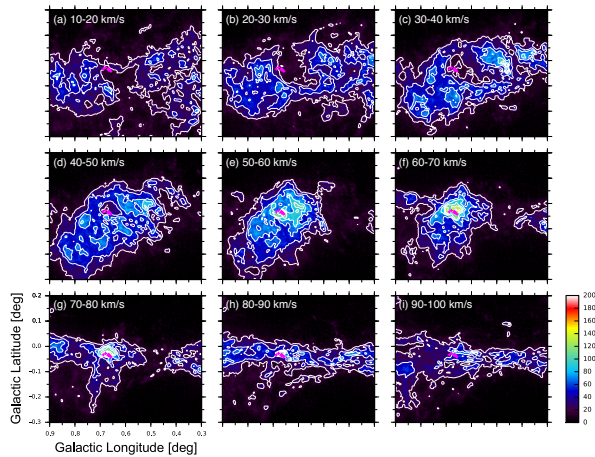 (a) 10-20 km/s
(b) 20-30 km/s
(c) 30-40 km/s
(d) 40-50 km/s
(e) 50-60 km/s
(f) 60-70 km/s
(g) 70-80 km/s
(h) 80-90 km/s
(i) 90-100 km/s
Galactic Latitude [deg]
0.2
0.1
0.0
−0.1
−0.2
−0.3
0.9 0.8 0.7 0.6 0.5 0.4 0.3
Galactic Longitude [deg]
200
180
160
140
120
100
80
60
40
20
0